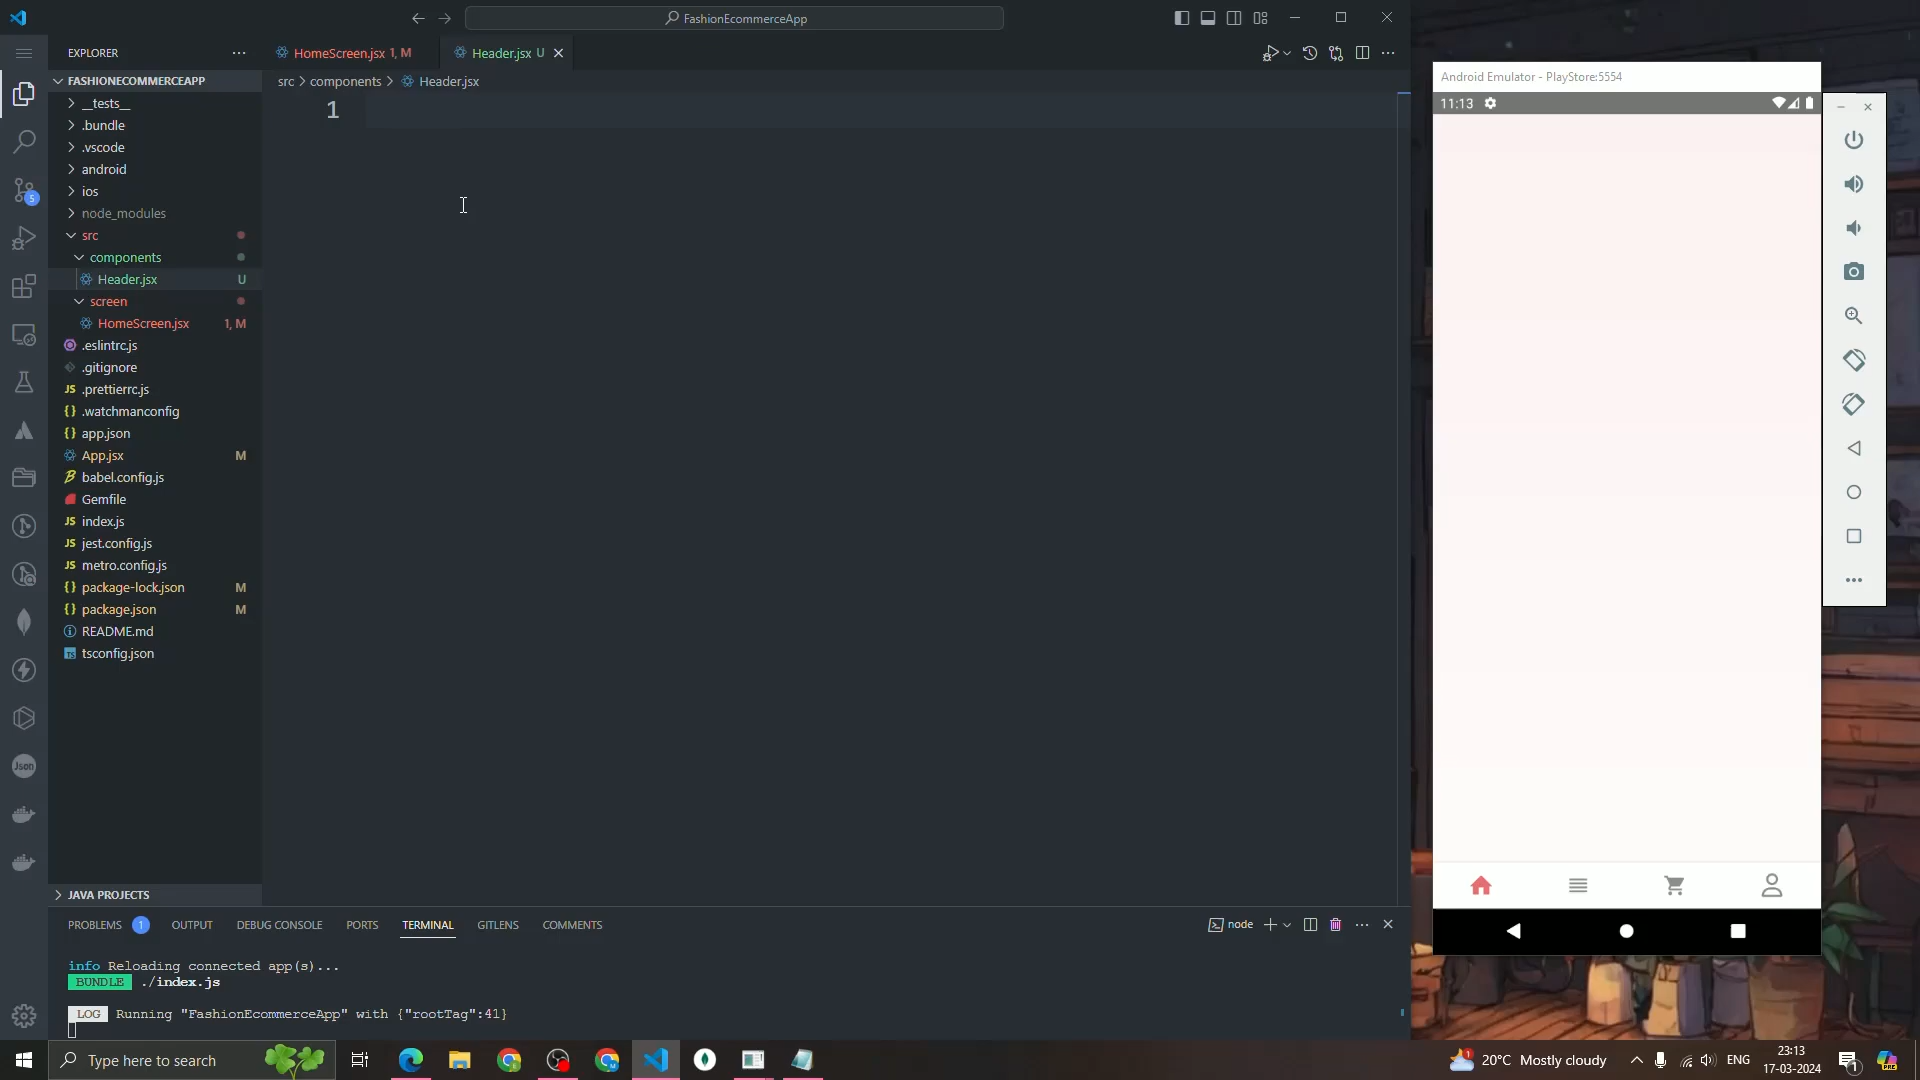 FashionEcommerceApp
EXPLORER
HomeScreen.jsx 1, M
Header.jsx U
FASHIONECOMMERCEAPP
src > components > Header.jsx
1
__tests__
.bundle
.vscode
android
ios
node_modules
src
components
Header.jsx U
screen
HomeScreen.jsx 1, M
.eslintrc.js
.gitignore
.prettierrc.js
.watchmanconfig
app.json
App.jsx M
babel.config.js
Gemfile
index.js
jest.config.js
metro.config.js
package-lock.json M
package.json M
README.md
tsconfig.json
JAVA PROJECTS
5
Json
PROBLEMS 1 OUTPUT DEBUG CONSOLE PORTS TERMINAL GITLENS COMMENTS
node
info Reloading connected app(s)...
BUNDLE ./index.js
LOG Running "FashionEcommerceApp" with {"rootTag":41}
Android Emulator - PlayStore:5554
11:13
Type here to search
20°C Mostly cloudy
ENG
23:13
17-03-2024